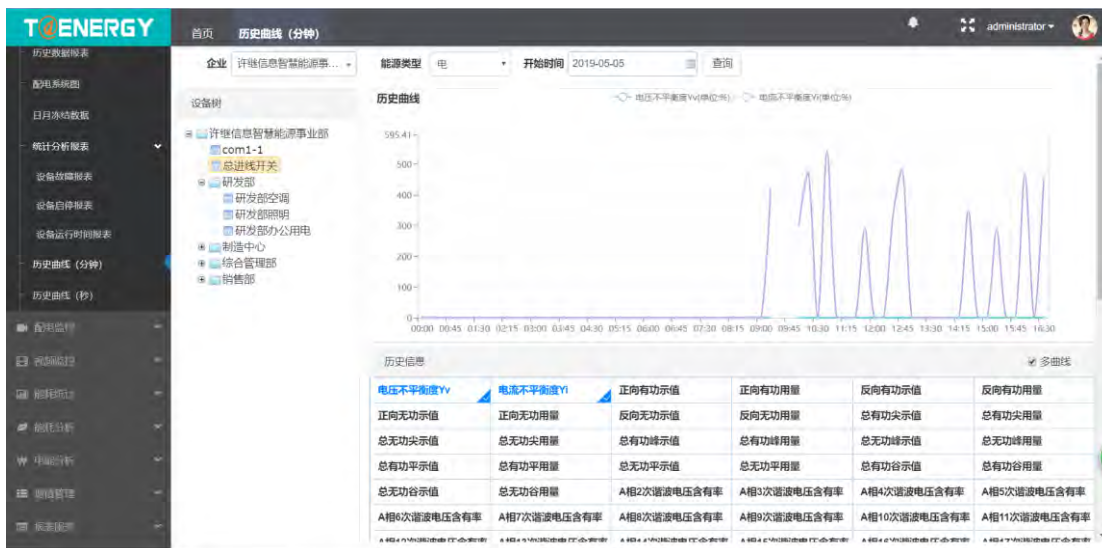 TOENERGY
首页 历史曲线（分钟）
administrator
历史数据报表
配电系统图
日月冻结数据
统计分析报表
设备故障报表
设备启停报表
设备运行时间报表
历史曲线（分钟）
历史曲线（秒）
配电监控
企业 许继信息智慧能源事... 能源类型 电 开始时间 2019-05-05 查询
设备树
许继信息智慧能源事业部
com1-1
总进线开关
研发部
研发部空调
研发部照明
研发部办公用电
制造中心
综合管理部
销售部
历史曲线
电压不平衡度Yv(单位:%) 电流不平衡度Yi(单位:%)
595.41
500
400
300
200
100
0
00:00 00:45 01:30 02:15 03:00 03:45 04:30 05:15 06:00 06:45 07:30 08:15 09:00 09:45 10:30 11:15 12:00 12:45 13:30 14:15 15:00 15:45 16:30
历史信息 多曲线
电压不平衡度Yv 电流不平衡度Yi 正向有功示值 正向有功用量 反向有功示值 反向有功用量
正向无功示值 正向无功用量 反向无功示值 反向无功用量 总有功尖示值 总有功尖用量
总无功尖示值 总无功尖用量 总有功峰示值 总有功峰用量 总无功峰示值 总无功峰用量
总有功平示值 总有功平用量 总无功平示值 总无功平用量 总有功谷示值 总有功谷用量
总无功谷示值 总无功谷用量 A相2次谐波电压含有率 A相3次谐波电压含有率 A相4次谐波电压含有率 A相5次谐波电压含有率
A相6次谐波电压含有率 A相7次谐波电压含有率 A相8次谐波电压含有率 A相9次谐波电压含有率 A相10次谐波电压含有率 A相11次谐波电压含有率